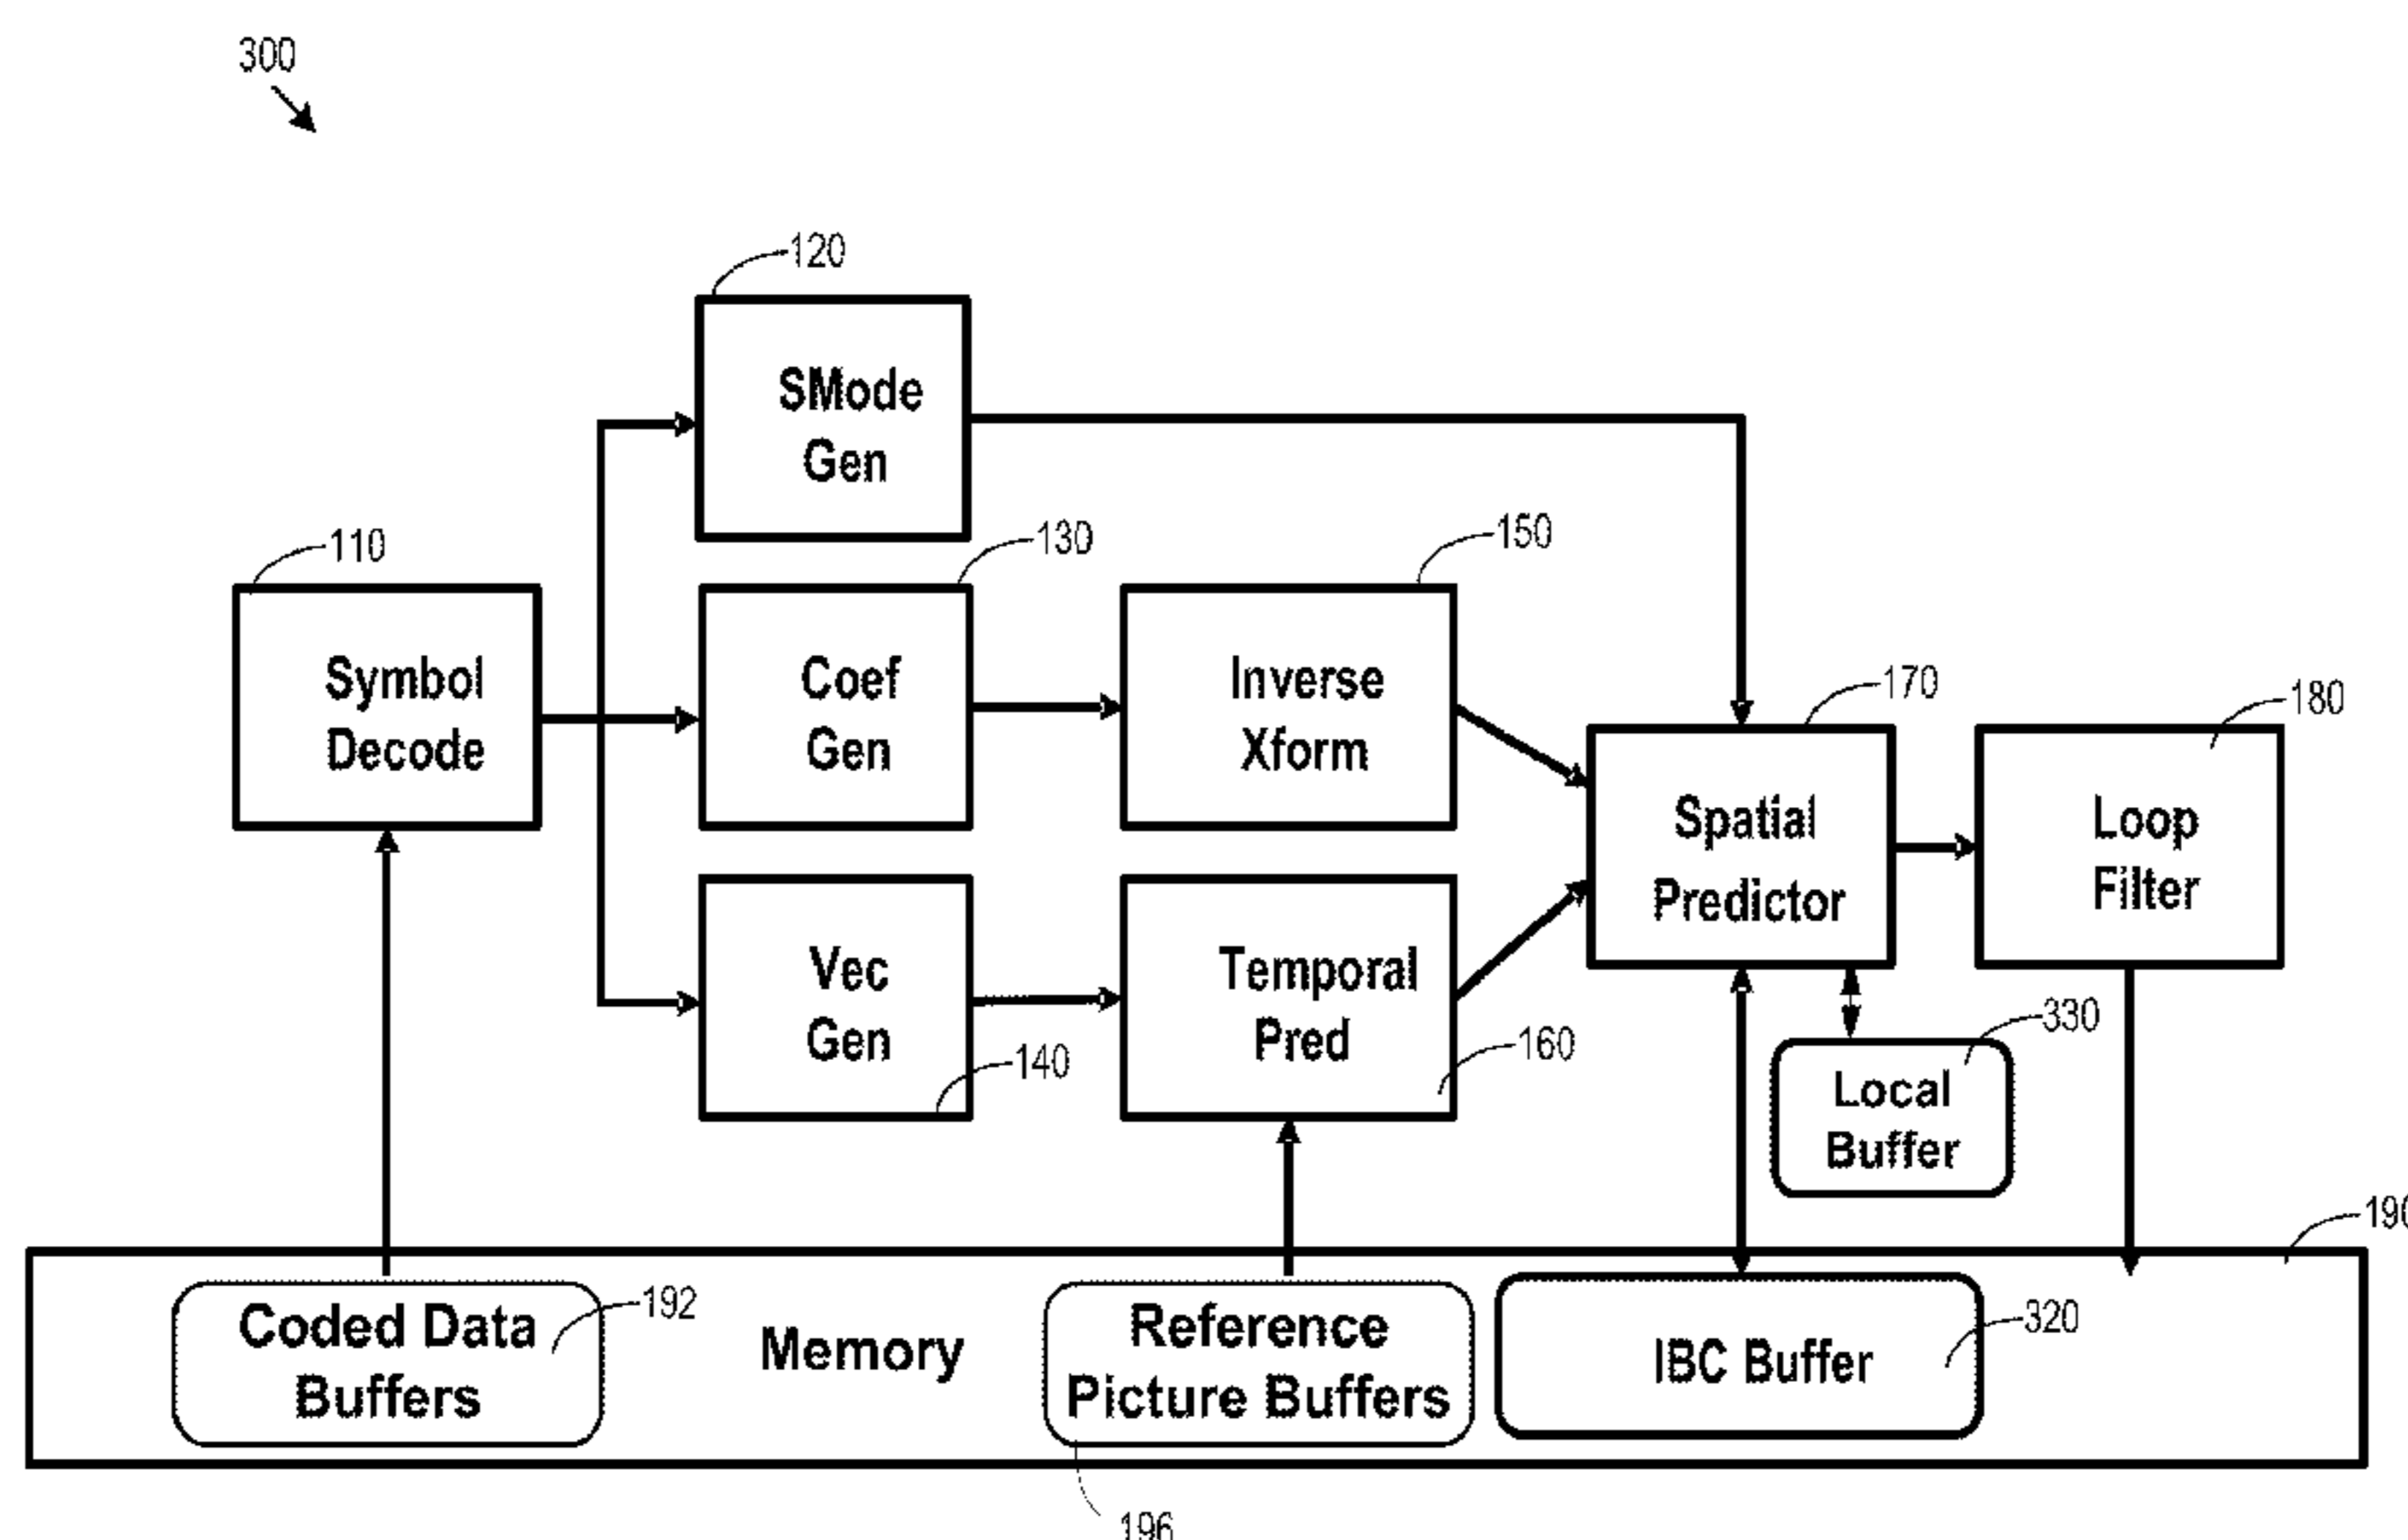 300
120
SMode
Gen
110
Symbol
Decode
130
Coef
Gen
150
Inverse
Xform
170
Spatial
Predictor
180
Loop
Filter
Vec
Gen
140
Temporal
Pred
160
330
Local
Buffer
190
Coded Data
Buffers
192
Memory
Reference
Picture Buffers
196
IBC Buffer
320